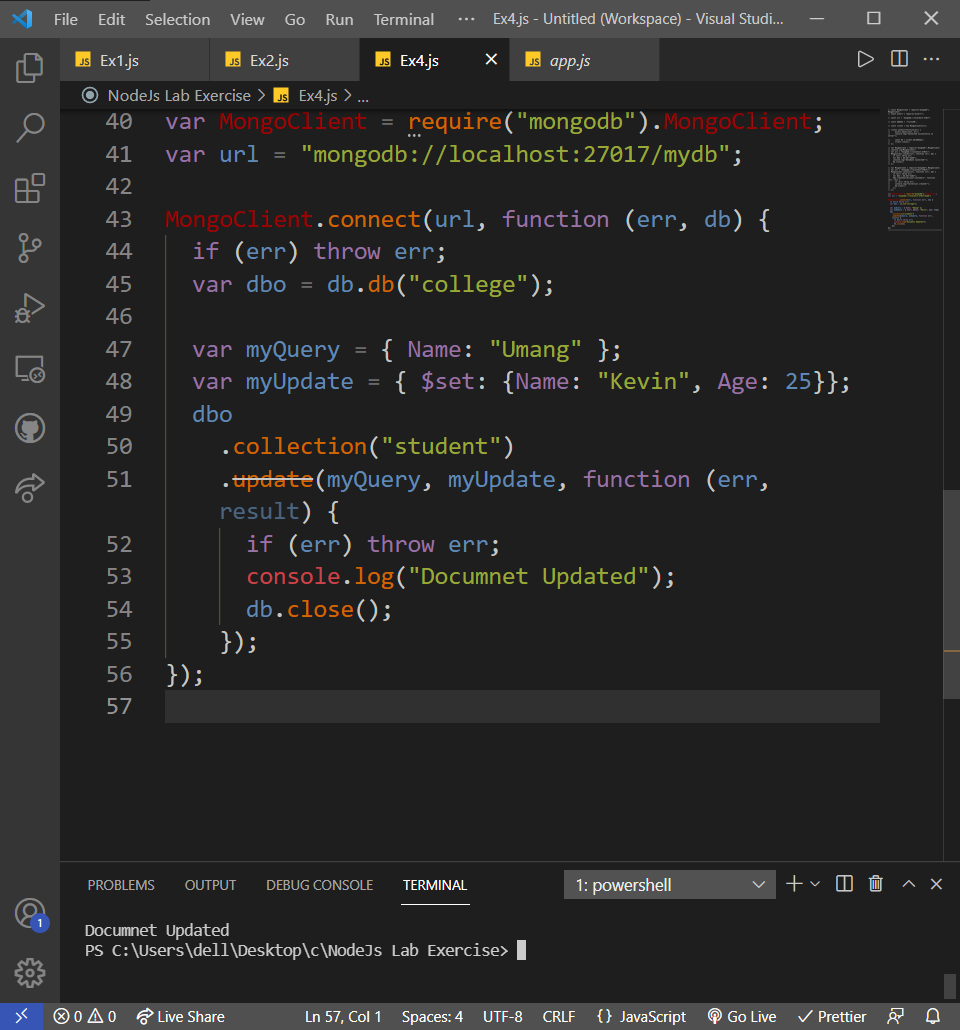 File Edit Selection View Go Run Terminal ··· Ex4.js - Untitled (Workspace) - Visual Studi...
JS Ex1.js JS Ex2.js JS Ex4.js JS app.js
NodeJs Lab Exercise > JS Ex4.js > ...
40 var MongoClient = require("mongodb").MongoClient;
41 var url = "mongodb://localhost:27017/mydb";
42
43 MongoClient.connect(url, function (err, db) {
44 if (err) throw err;
45 var dbo = db.db("college");
46
47 var myQuery = { Name: "Umang" };
48 var myUpdate = { $set: {Name: "Kevin", Age: 25}};
49 dbo
50 .collection("student")
51 .update(myQuery, myUpdate, function (err,
result) {
52 if (err) throw err;
53 console.log("Documnet Updated");
54 db.close();
55 });
56 });
57
PROBLEMS OUTPUT DEBUG CONSOLE TERMINAL 1: powershell
Documnet Updated
PS C:\Users\dell\Desktop\c\NodeJs Lab Exercise>
1
0 0 Live Share Ln 57, Col 1 Spaces: 4 UTF-8 CRLF {} JavaScript Go Live Prettier